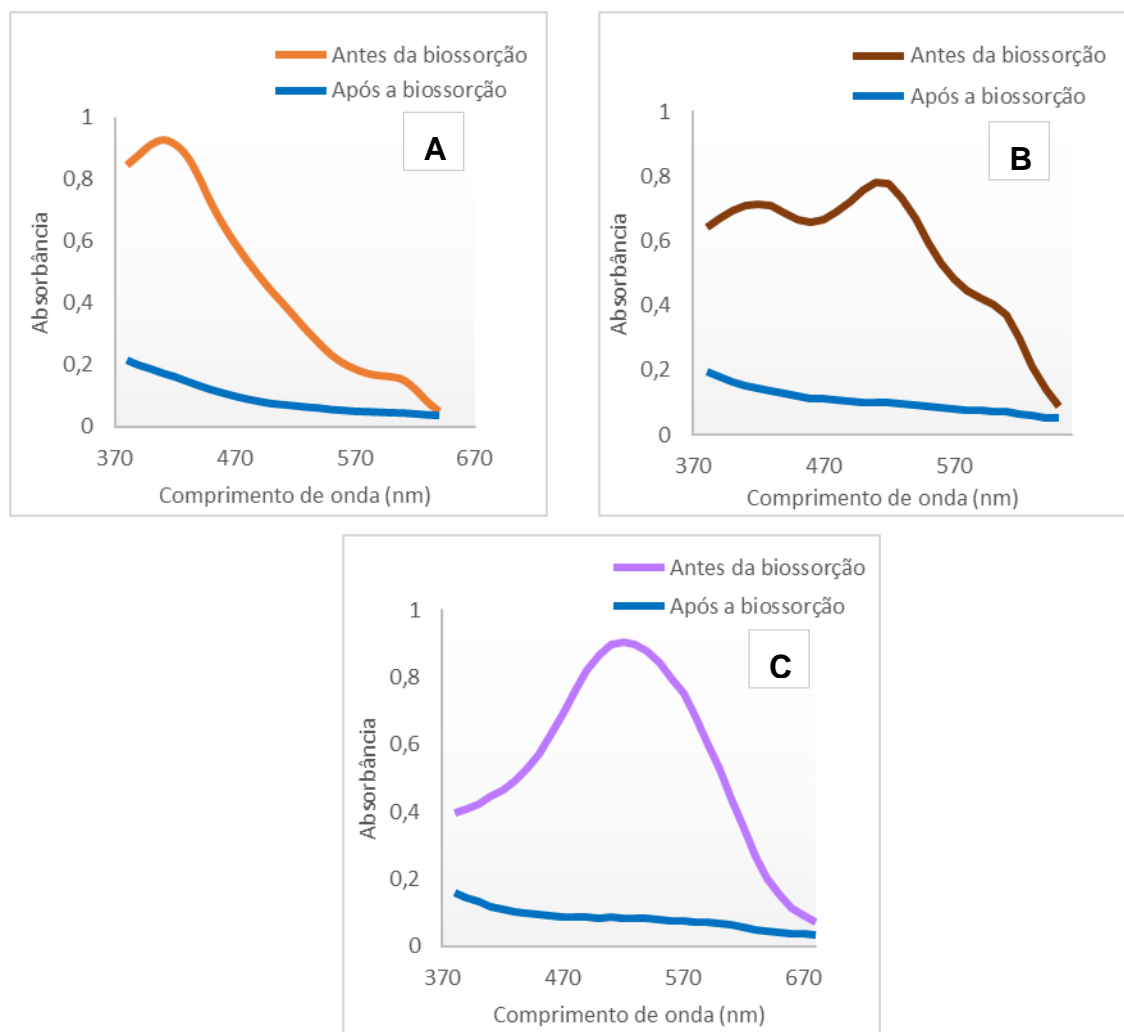 Antes da biossorção
Após a biossorção
A
1
0,8
0,6
0,4
0,2
0
Absorbância
370
470
570
670
Comprimento de onda (nm)
Antes da biossorção
Após a biossorção
B
1
0,8
0,6
0,4
0,2
0
Absorbância
370
470
570
Comprimento de onda (nm)
Antes da biossorção
Após a biossorção
C
1
0,8
0,6
0,4
0,2
0
Absorbância
370
470
570
670
Comprimento de onda (nm)